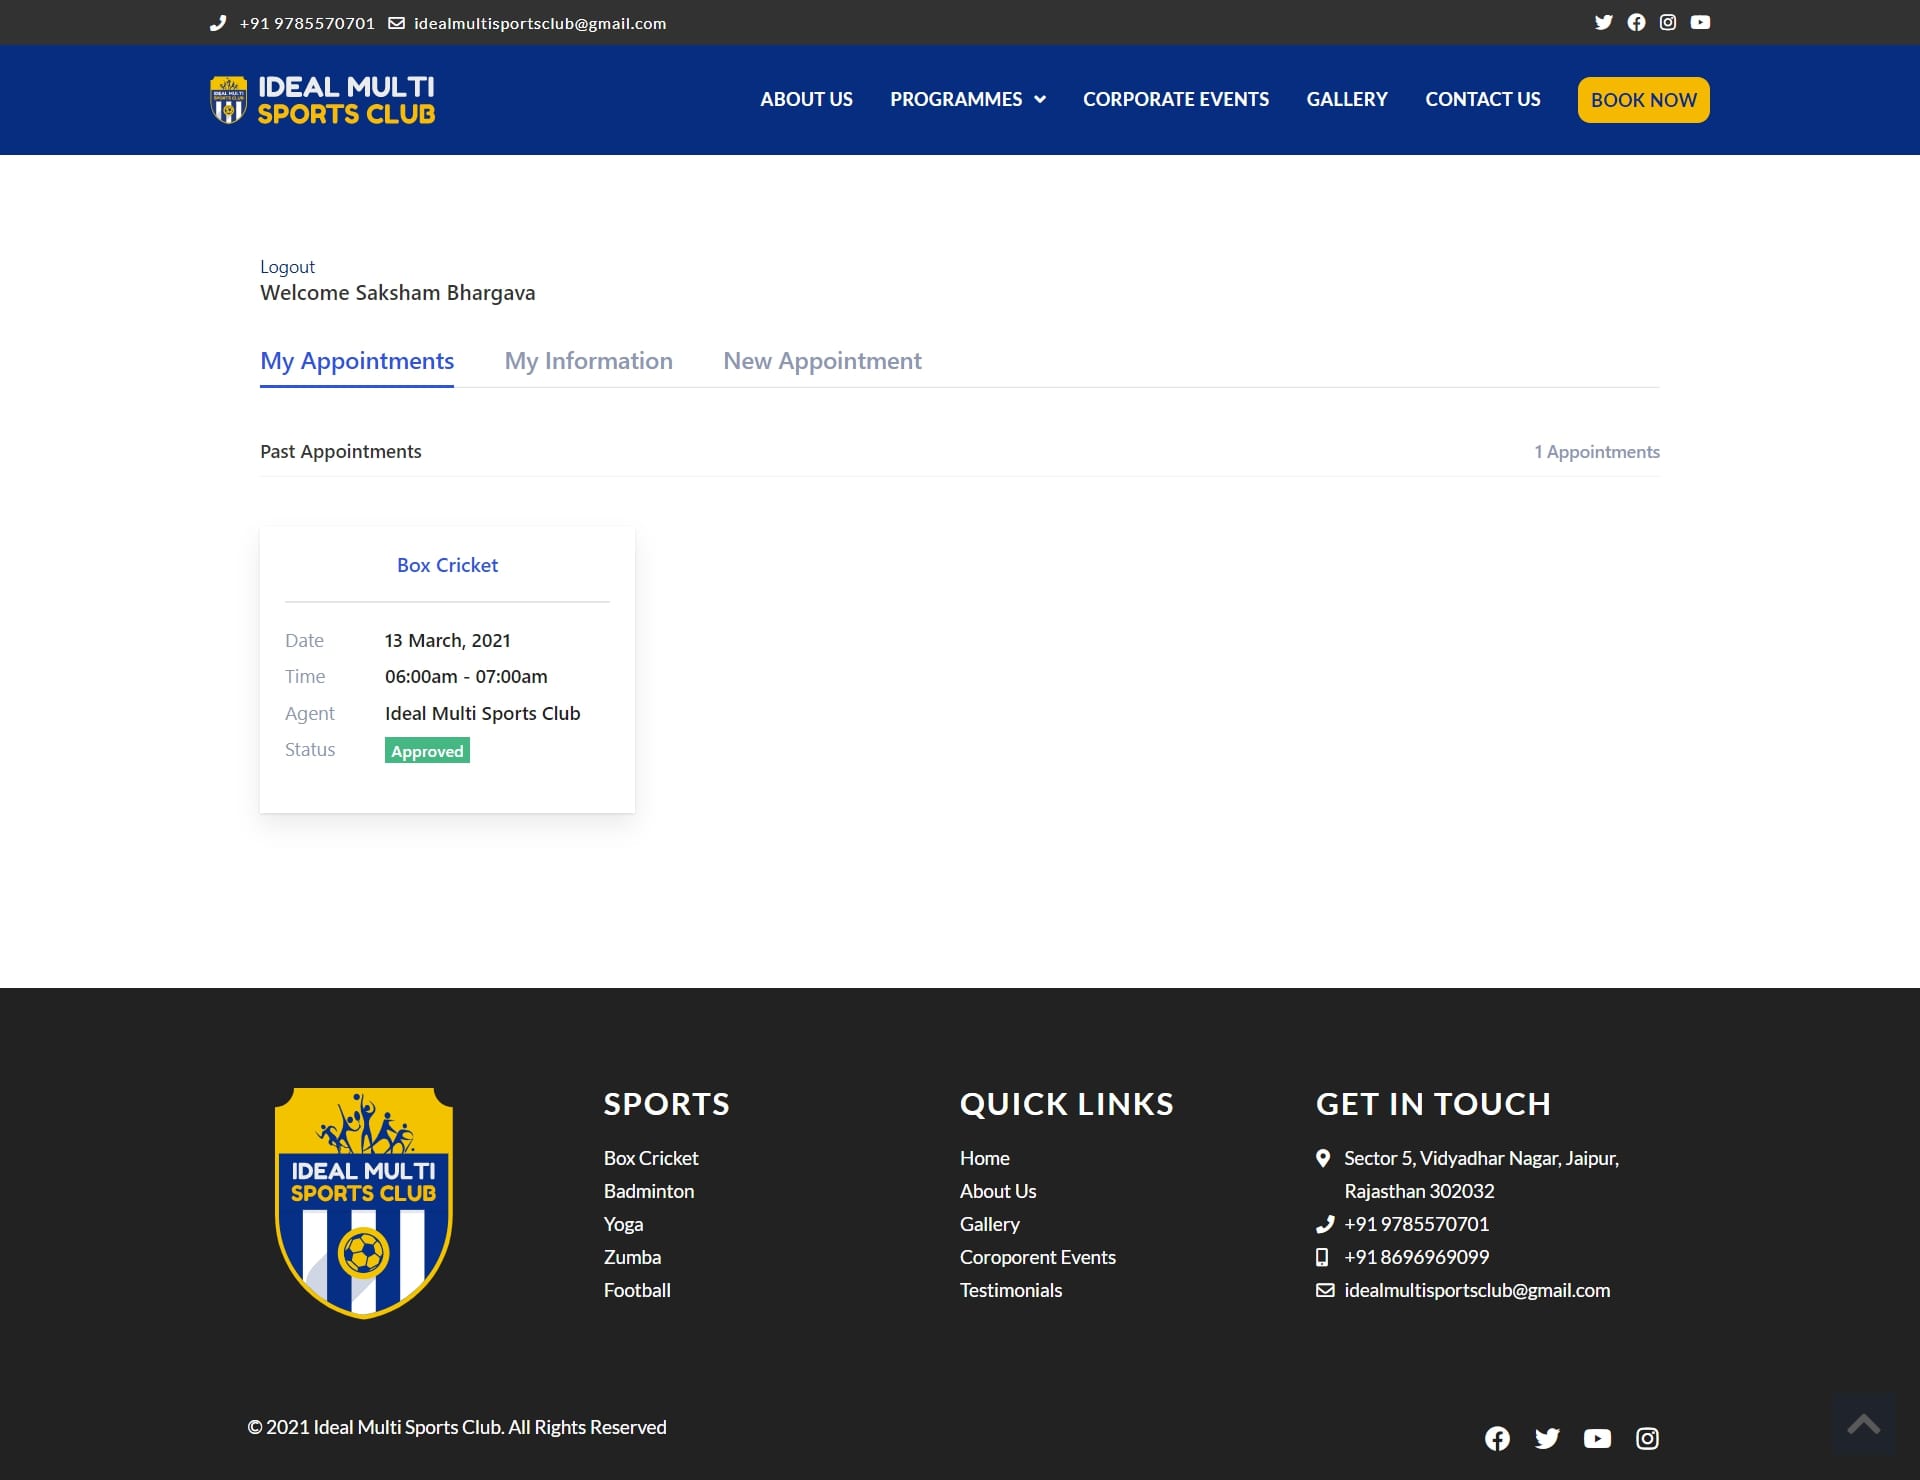 +91 9785570701 idealmultisportsclub@gmail.com
IDEAL MULTI
SPORTS CLUB
IDEAL MULTI
SPORTS CLUB
ABOUT US PROGRAMMES CORPORATE EVENTS GALLERY CONTACT US BOOK NOW
Logout
Welcome Saksham Bhargava
My Appointments My Information New Appointment
Past Appointments 1 Appointments
Box Cricket
Date 13 March, 2021
Time 06:00am - 07:00am
Agent Ideal Multi Sports Club
Status Approved
IDEAL MULTI
SPORTS CLUB
SPORTS
Box Cricket
Badminton
Yoga
Zumba
Football
QUICK LINKS
Home
About Us
Gallery
Coroporent Events
Testimonials
GET IN TOUCH
Sector 5, Vidyadhar Nagar, Jaipur,
Rajasthan 302032
+91 9785570701
+91 8696969099
idealmultisportsclub@gmail.com
© 2021 Ideal Multi Sports Club. All Rights Reserved